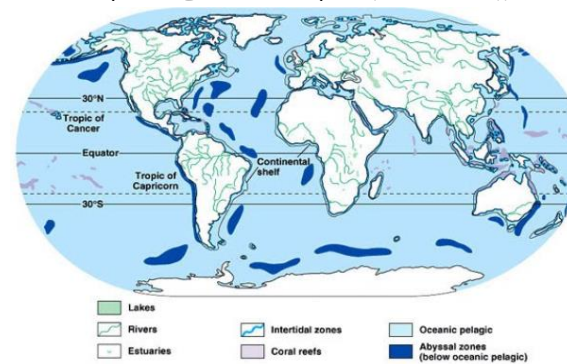 30°N
Tropic of
Cancer
Equator
Continental
shelf
Tropic of
Capricorn
30°S
Lakes
Rivers
Estuaries
Intertidal zones
Coral reefs
Oceanic pelagic
Abyssal zones
(below oceanic pelagic)